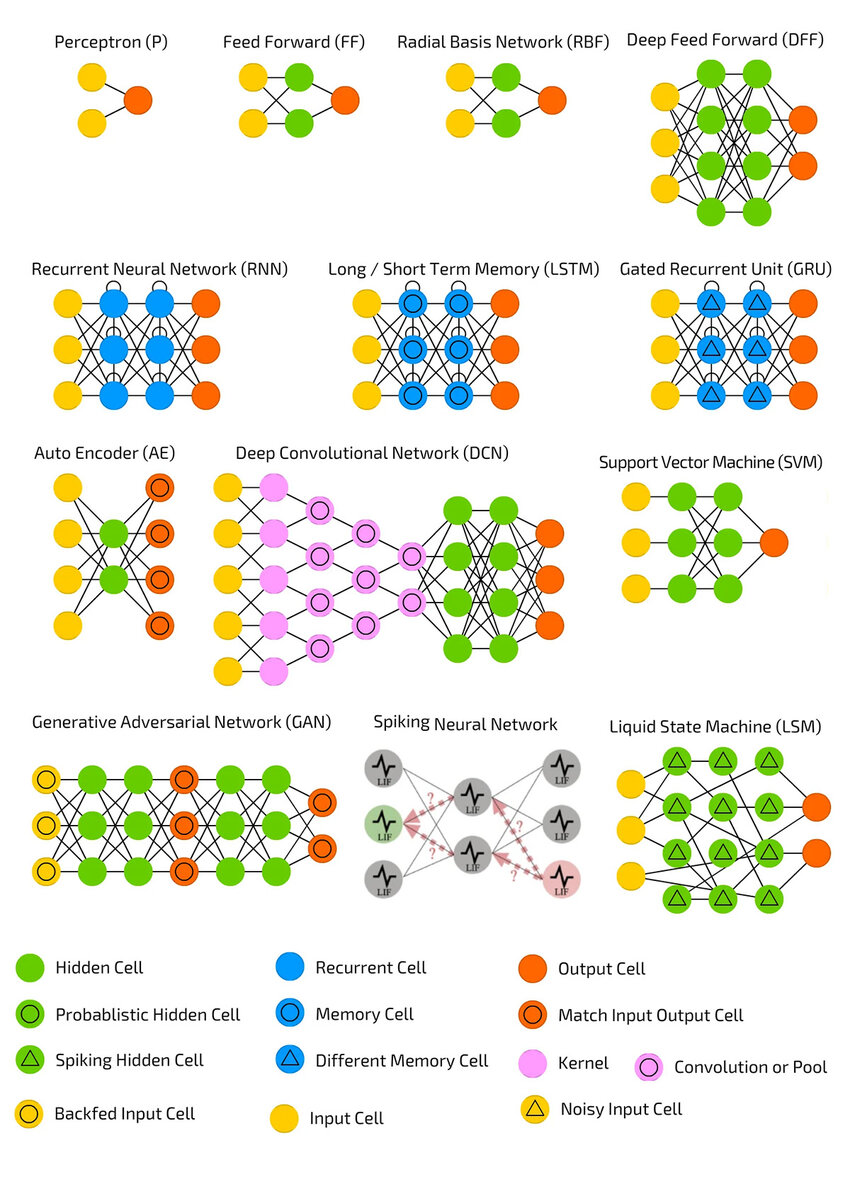 Perceptron (P)
Feed Forward (FF)
Radial Basis Network (RBF)
Deep Feed Forward (DFF)
Recurrent Neural Network (RNN)
Long / Short Term Memory (LSTM)
Gated Recurrent Unit (GRU)
Auto Encoder (AE)
Deep Convolutional Network (DCN)
Support Vector Machine (SVM)
Generative Adversarial Network (GAN)
Spiking Neural Network
Liquid State Machine (LSM)
LIF
LIF
?
LIF
?
LIF
LIF
?
LIF
LIF
?
LIF
Hidden Cell
Recurrent Cell
Output Cell
Probablistic Hidden Cell
Memory Cell
Match Input Output Cell
Spiking Hidden Cell
Different Memory Cell
Kernel
Convolution or Pool
Backfed Input Cell
Input Cell
Noisy Input Cell